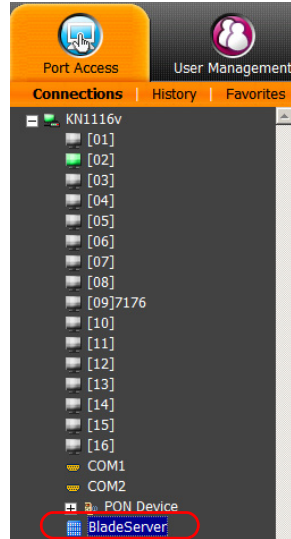 Port Access
User Management
Connections | History | Favorites
KN1116v
[01]
[02]
[03]
[04]
[05]
[06]
[07]
[08]
[09]7176
[10]
[11]
[12]
[13]
[14]
[15]
[16]
COM1
COM2
PON Device
BladeServer